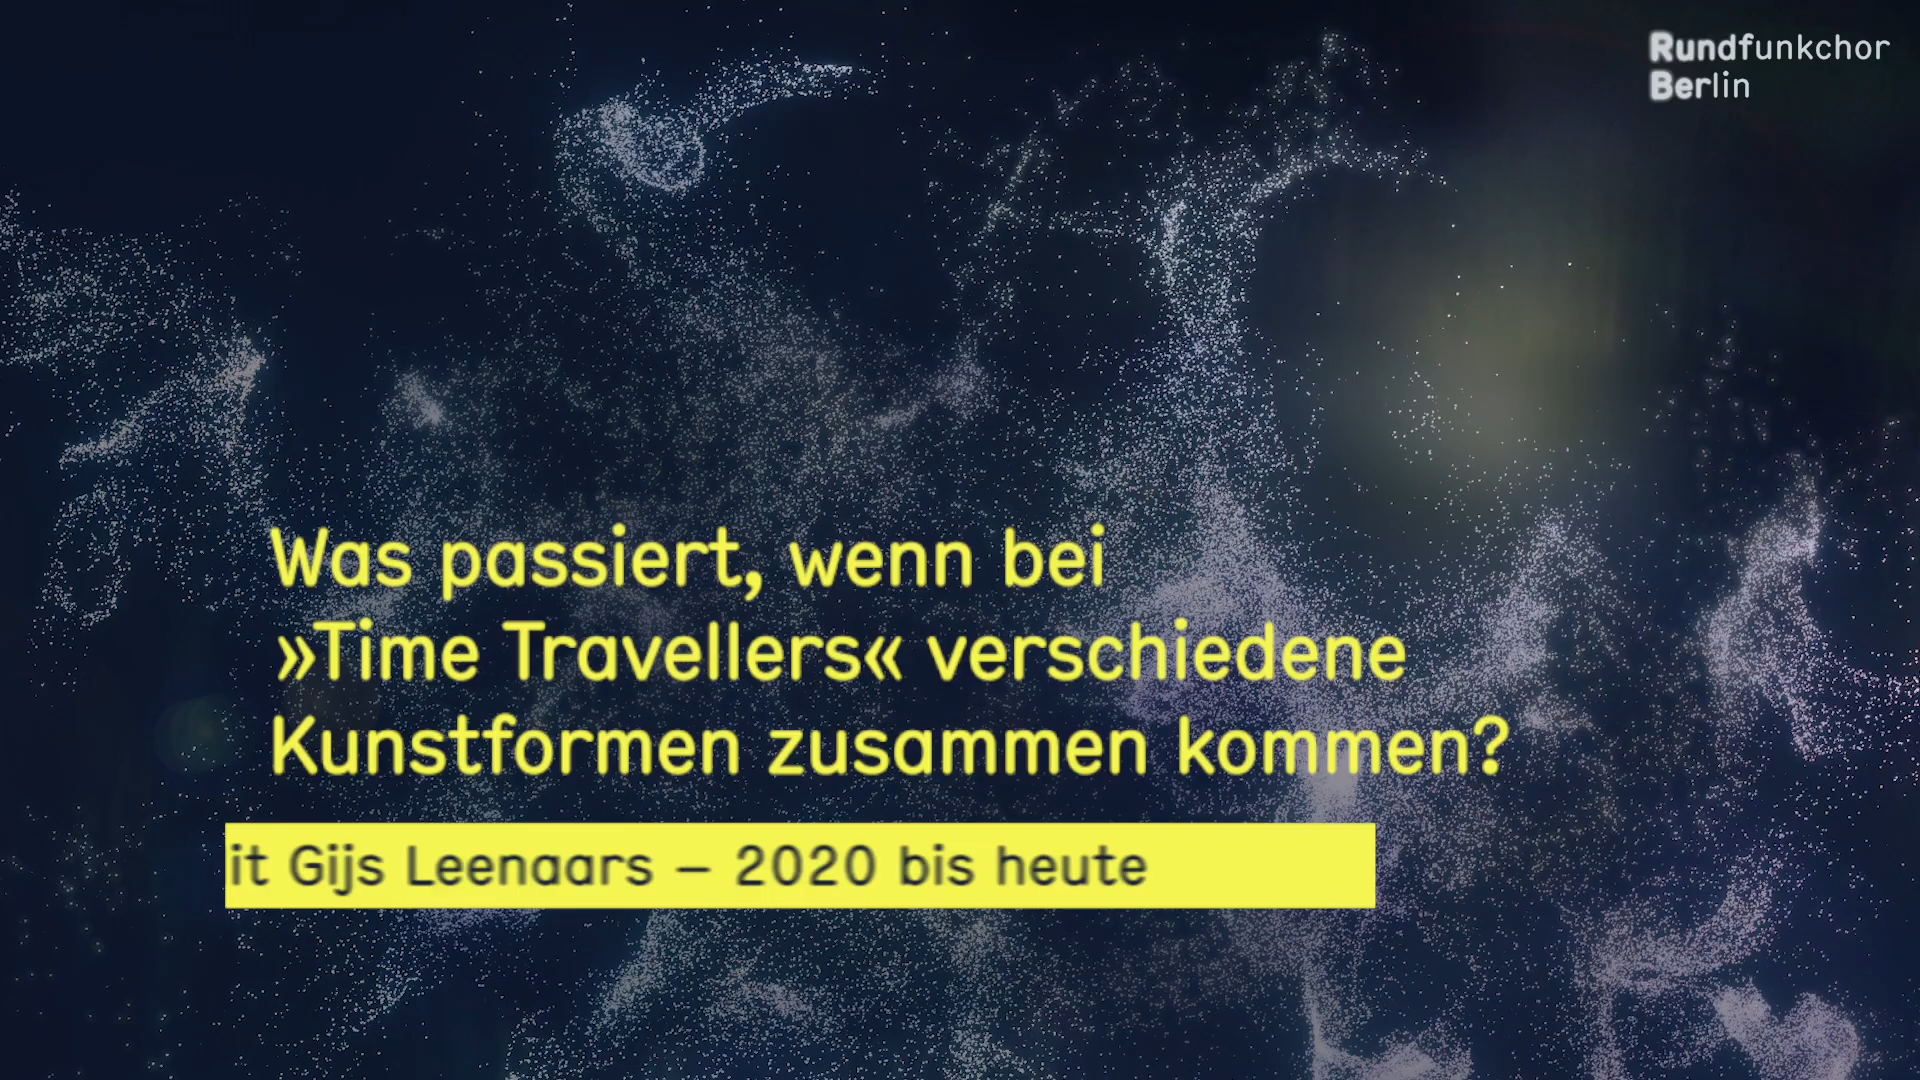 Rundfunkchor
Berlin
Was passiert, wenn bei
»Time Travellers« verschiedene
Kunstformen zusammen kommen?
it Gijs Leenaars – 2020 bis heute